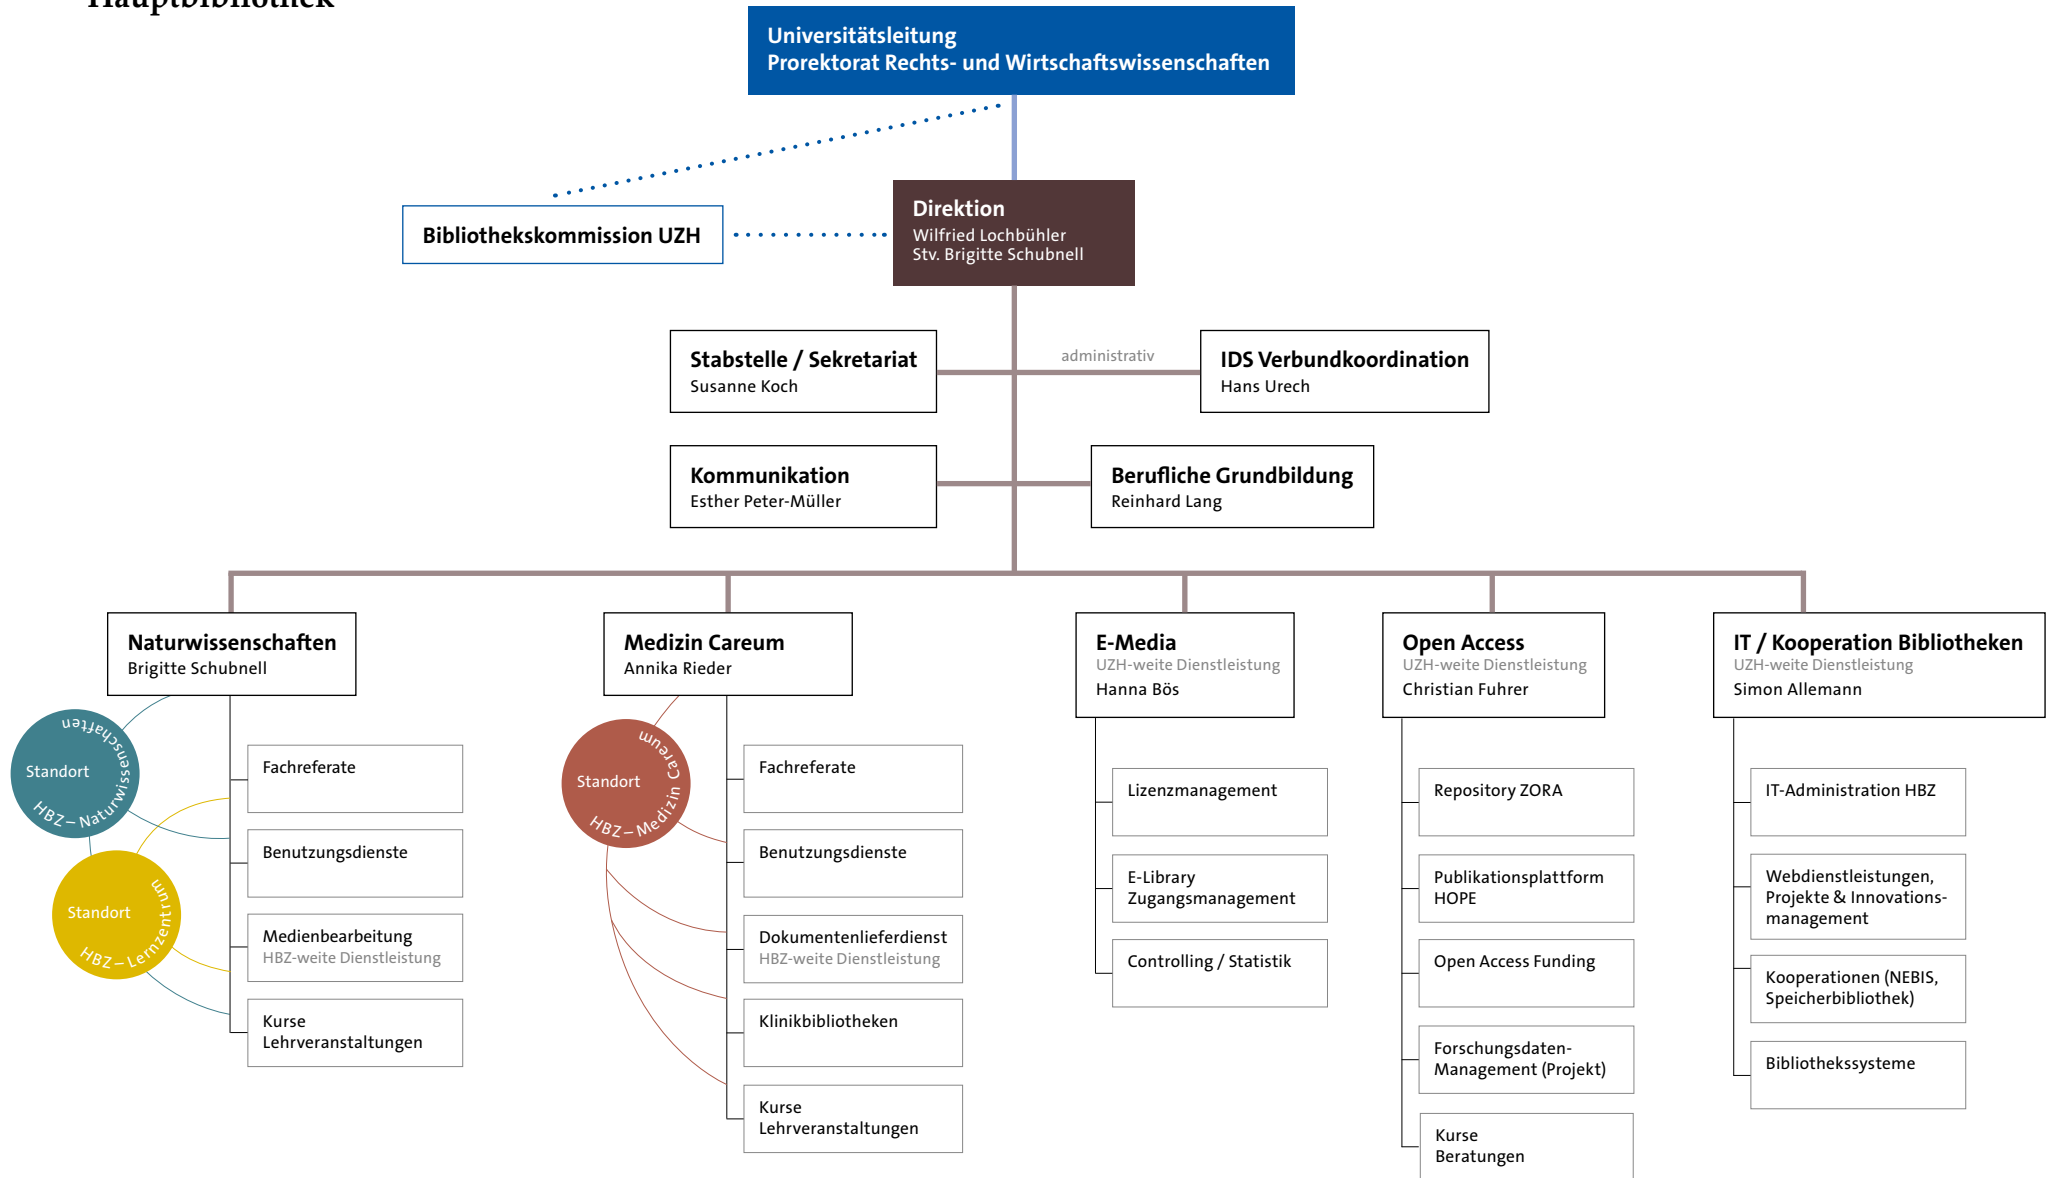 Hauptbibliothek
Universitätsleitung
Prorektorat Rechts- und Wirtschaftswissenschaften
Bibliothekskommission UZH
Direktion
Wilfried Lochbühler
Stv. Brigitte Schubnell
Stabstelle / Sekretariat
Susanne Koch
administrativ
IDS Verbundkoordination
Hans Urech
Kommunikation
Esther Peter-Müller
Berufliche Grundbildung
Reinhard Lang
Naturwissenschaften
Brigitte Schubnell
Standort
HBZ – Naturwissenschaften
Standort
HBZ – Lernzentrum
Fachreferate
Benutzungsdienste
Medienbearbeitung
HBZ-weite Dienstleistung
Kurse
Lehrveranstaltungen
Medizin Careum
Annika Rieder
Standort
HBZ – Medizin Careum
Fachreferate
Benutzungsdienste
Dokumentenlieferdienst
HBZ-weite Dienstleistung
Klinikbibliotheken
Kurse
Lehrveranstaltungen
E-Media
UZH-weite Dienstleistung
Hanna Bös
Lizenzmanagement
E-Library
Zugangsmanagement
Controlling / Statistik
Open Access
UZH-weite Dienstleistung
Christian Fuhrer
Repository ZORA
Publikationsplattform
HOPE
Open Access Funding
Forschungsdaten-
Management (Projekt)
Kurse
Beratungen
IT / Kooperation Bibliotheken
UZH-weite Dienstleistung
Simon Allemann
IT-Administration HBZ
Webdienstleistungen,
Projekte & Innovations-
management
Kooperationen (NEBIS,
Speicherbibliothek)
Bibliothekssysteme